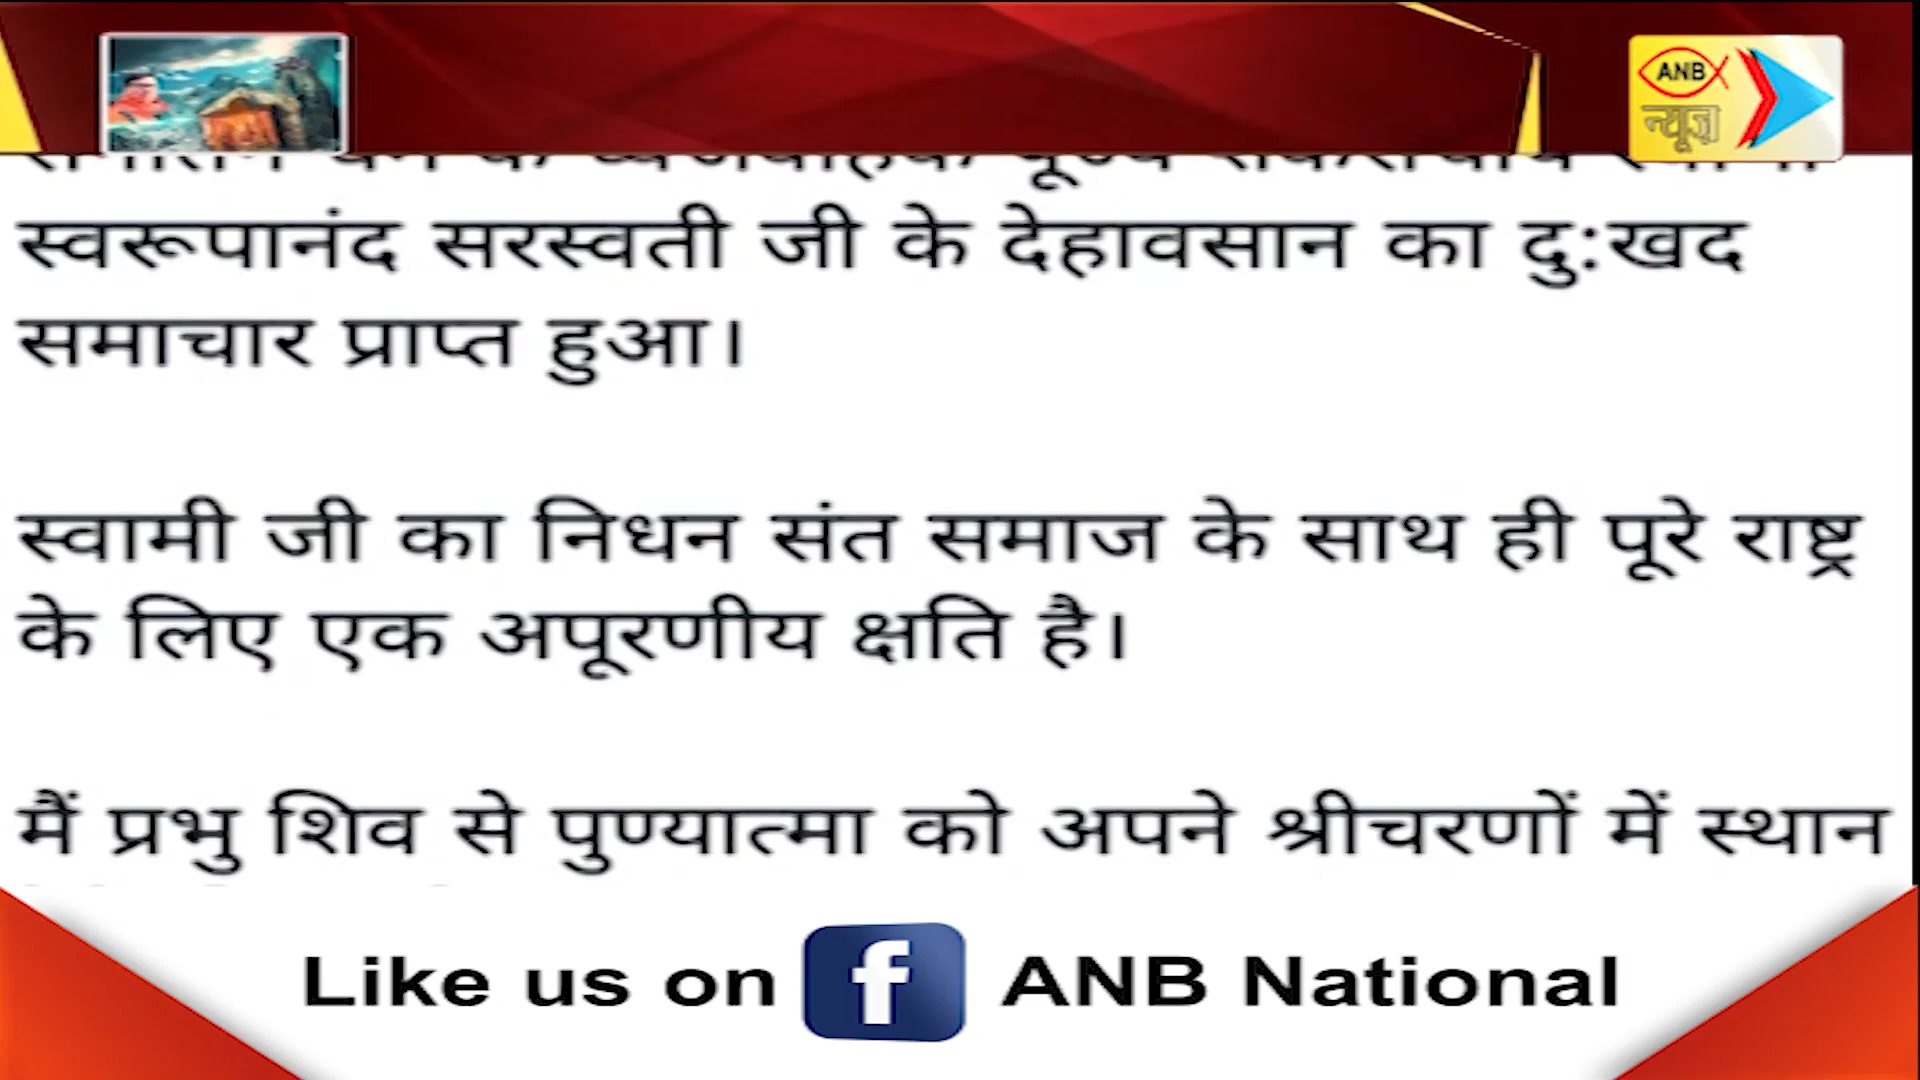 ANB
न्यूज़
स्वरूपानंद सरस्वती जी के देहावसान का दु:खद
समाचार प्राप्त हुआ।
स्वामी जी का निधन संत समाज के साथ ही पूरे राष्ट्र
के लिए एक अपूरणीय क्षति है।
मैं प्रभु शिव से पुण्यात्मा को अपने श्रीचरणों में स्थान
Like us on f ANB National